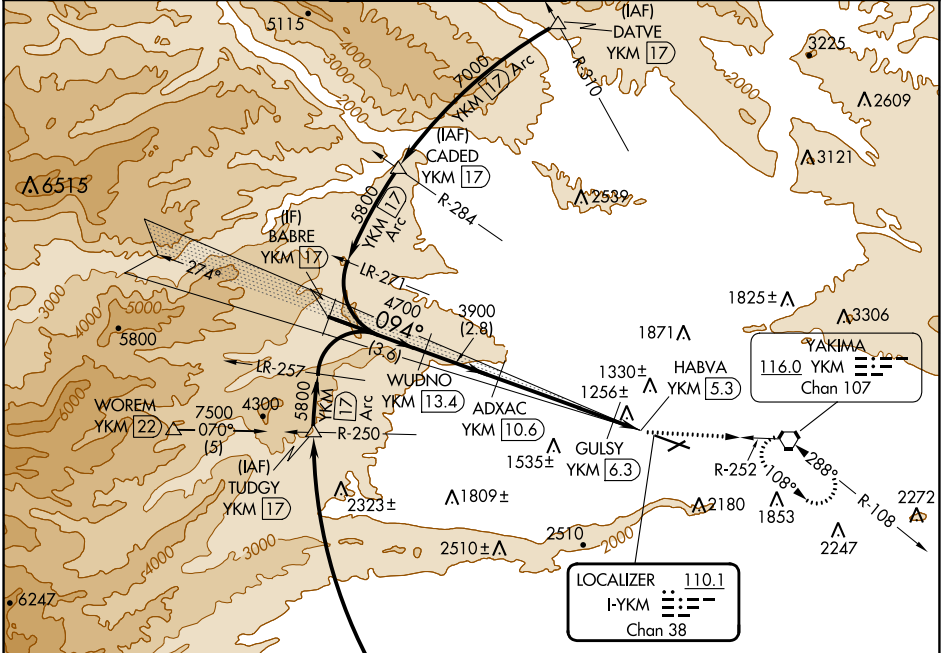 5115
(IAF)
DATVE
YKM 17
3225
2609
3121
2000
3000
7000
YKM 17 Arc
R-310
(IAF)
CADED
YKM 17
6515
2539
R-284
5800
YKM 17
Arc
(IF)
BABRE
YKM 17
274°
LR-271
3000
4000
5000
5800
4700
094°
(3.6)
3900
(2.8)
1825±
3306
1871
YAKIMA
116.0 YKM
Chan 107
HABVA
YKM 5.3
1330±
1256±
LR-257
WUDNO
YKM 13.4
ADXAC
YKM 10.6
WOREM
YKM 22
7500
070°
(5)
4300
5800
YKM
17
Arc
R-250
GULSY
YKM 6.3
1535±
R-252
108°
288°
R-108
(IAF)
TUDGY
YKM 17
2323±
1809±
2180
1853
2272
2247
4000
3000
2510±
2510
2000
LOCALIZER 110.1
I-YKM
Chan 38
6247